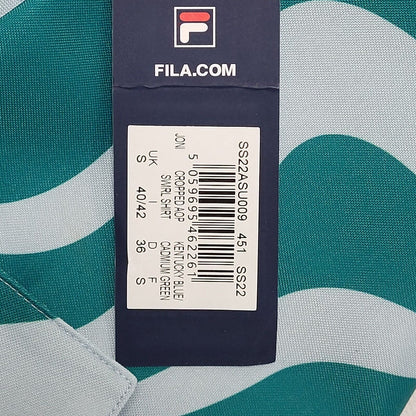 FILA.COM
SS22ASU009 451 SS22
5 059695 462261
JONI
CROPPED AOP KENTUCKY BLUE/
SWIRL SHIRT CADMIUM GREEN
UK I D F
S 40/42 36 S